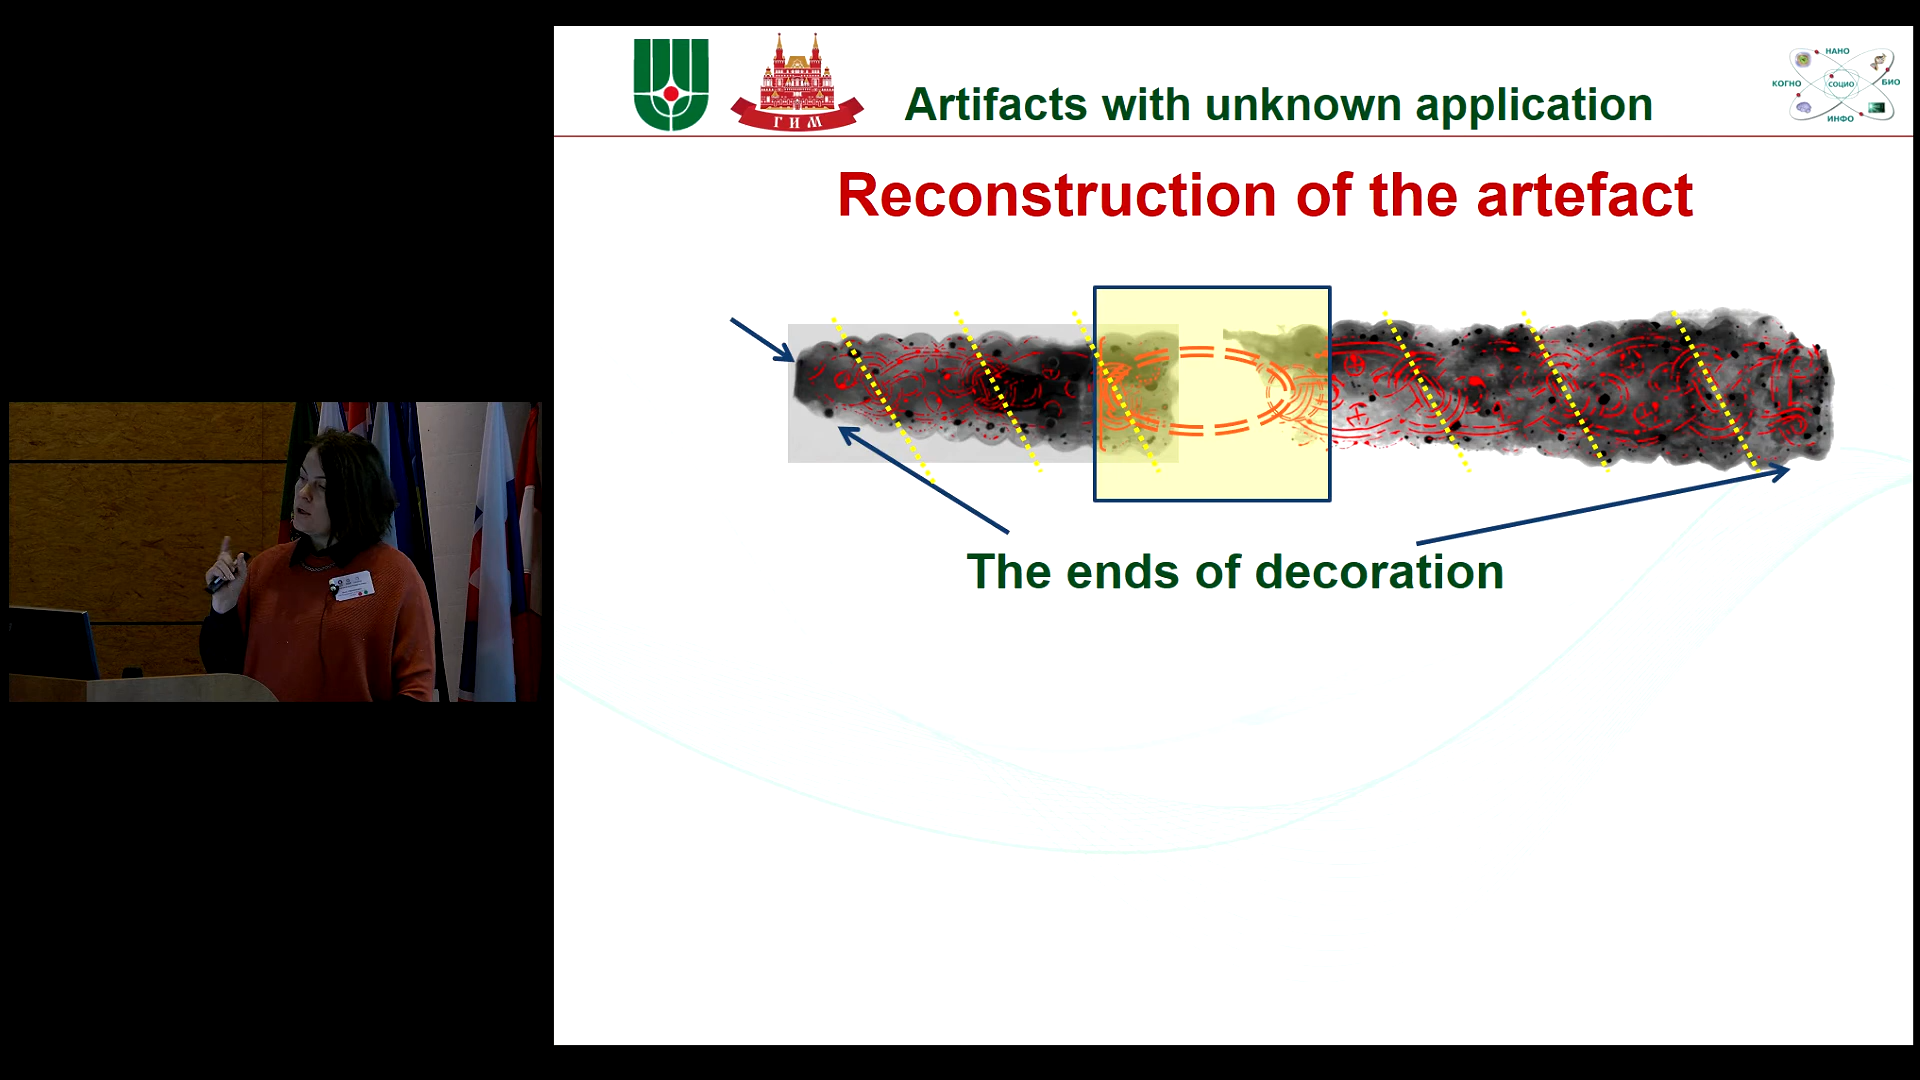 ГИМ
Artifacts with unknown application
НАНО
КОГНО
СОЦИО
БИО
ИНФО
Reconstruction of the artefact
The ends of decoration